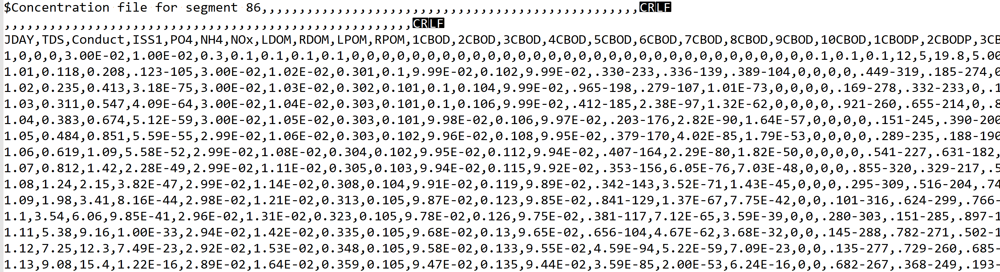 $Concentration file for segment 86,,,,,,,,,,,,,,,,,,,,,,,,,,,,,,,,,,,,,,,,,,,,,,,,,,CRLF
,,,,,,,,,,,,,,,,,,,,,,,,,,,,,,,,,,,,,,,,,,,,,,,,,,,,,,CRLF
JDAY,TDS,Conduct,ISS1,PO4,NH4,NOx,LDOM,RDOM,LPOM,RPOM,1CBOD,2CBOD,3CBOD,4CBOD,5CBOD,6CBOD,7CBOD,8CBOD,9CBOD,10CBOD,1CBODP,2CBODP,3CB
1,0,0,0,3.00E-02,1.00E-02,0.3,0.1,0.1,0.1,0.1,0,0,0,0,0,0,0,0,0,0,0,0,0,0,0,0,0,0,0,0,0,0,0,0,0,0,0,0,0,0,0.1,0.1,0.1,12,5,19.8,5.00
1.01,0.118,0.208,.123-105,3.00E-02,1.02E-02,0.301,0.1,9.99E-02,0.102,9.99E-02,.330-233,.336-139,.389-104,0,0,0,0,.449-319,.185-274,0
1.02,0.235,0.413,3.18E-75,3.00E-02,1.03E-02,0.302,0.101,0.1,0.104,9.99E-02,.965-198,.279-107,1.01E-73,0,0,0,0,.169-278,.332-233,0,.1
1.03,0.311,0.547,4.09E-64,3.00E-02,1.04E-02,0.303,0.101,0.1,0.106,9.99E-02,.412-185,2.38E-97,1.32E-62,0,0,0,0,.921-260,.655-214,0,.8
1.04,0.383,0.674,5.12E-59,3.00E-02,1.05E-02,0.303,0.101,9.98E-02,0.106,9.97E-02,.203-176,2.82E-90,1.64E-57,0,0,0,0,.151-245,.390-200
1.05,0.484,0.851,5.59E-55,2.99E-02,1.06E-02,0.303,0.102,9.96E-02,0.108,9.95E-02,.379-170,4.02E-85,1.79E-53,0,0,0,0,.289-235,.188-190
1.06,0.619,1.09,5.58E-52,2.99E-02,1.08E-02,0.304,0.102,9.95E-02,0.112,9.94E-02,.407-164,2.29E-80,1.82E-50,0,0,0,0,.541-227,.631-182,
1.07,0.812,1.42,2.28E-49,2.99E-02,1.11E-02,0.305,0.103,9.94E-02,0.115,9.92E-02,.353-156,6.05E-76,7.03E-48,0,0,0,.855-320,.329-217,.5
1.08,1.24,2.15,3.82E-47,2.99E-02,1.14E-02,0.308,0.104,9.91E-02,0.119,9.89E-02,.342-143,3.52E-71,1.43E-45,0,0,0,.295-309,.516-204,.74
1.09,1.98,3.41,8.16E-44,2.98E-02,1.21E-02,0.313,0.105,9.87E-02,0.123,9.85E-02,.841-129,1.37E-67,7.75E-42,0,0,.101-316,.624-299,.766-
1.1,3.54,6.06,9.85E-41,2.96E-02,1.31E-02,0.323,0.105,9.78E-02,0.126,9.75E-02,.381-117,7.12E-65,3.59E-39,0,0,.280-303,.151-285,.897-1
1.11,5.38,9.16,1.00E-33,2.94E-02,1.42E-02,0.335,0.105,9.68E-02,0.13,9.65E-02,.656-104,4.67E-62,3.68E-32,0,0,.145-288,.782-271,.502-1
1.12,7.25,12.3,7.49E-23,2.92E-02,1.53E-02,0.348,0.105,9.58E-02,0.133,9.55E-02,4.59E-94,5.22E-59,7.09E-23,0,0,.135-277,.729-260,.685-
1.13,9.08,15.4,1.22E-16,2.89E-02,1.64E-02,0.359,0.105,9.47E-02,0.135,9.44E-02,3.59E-85,2.00E-53,6.24E-16,0,0,.682-267,.368-249,.193-